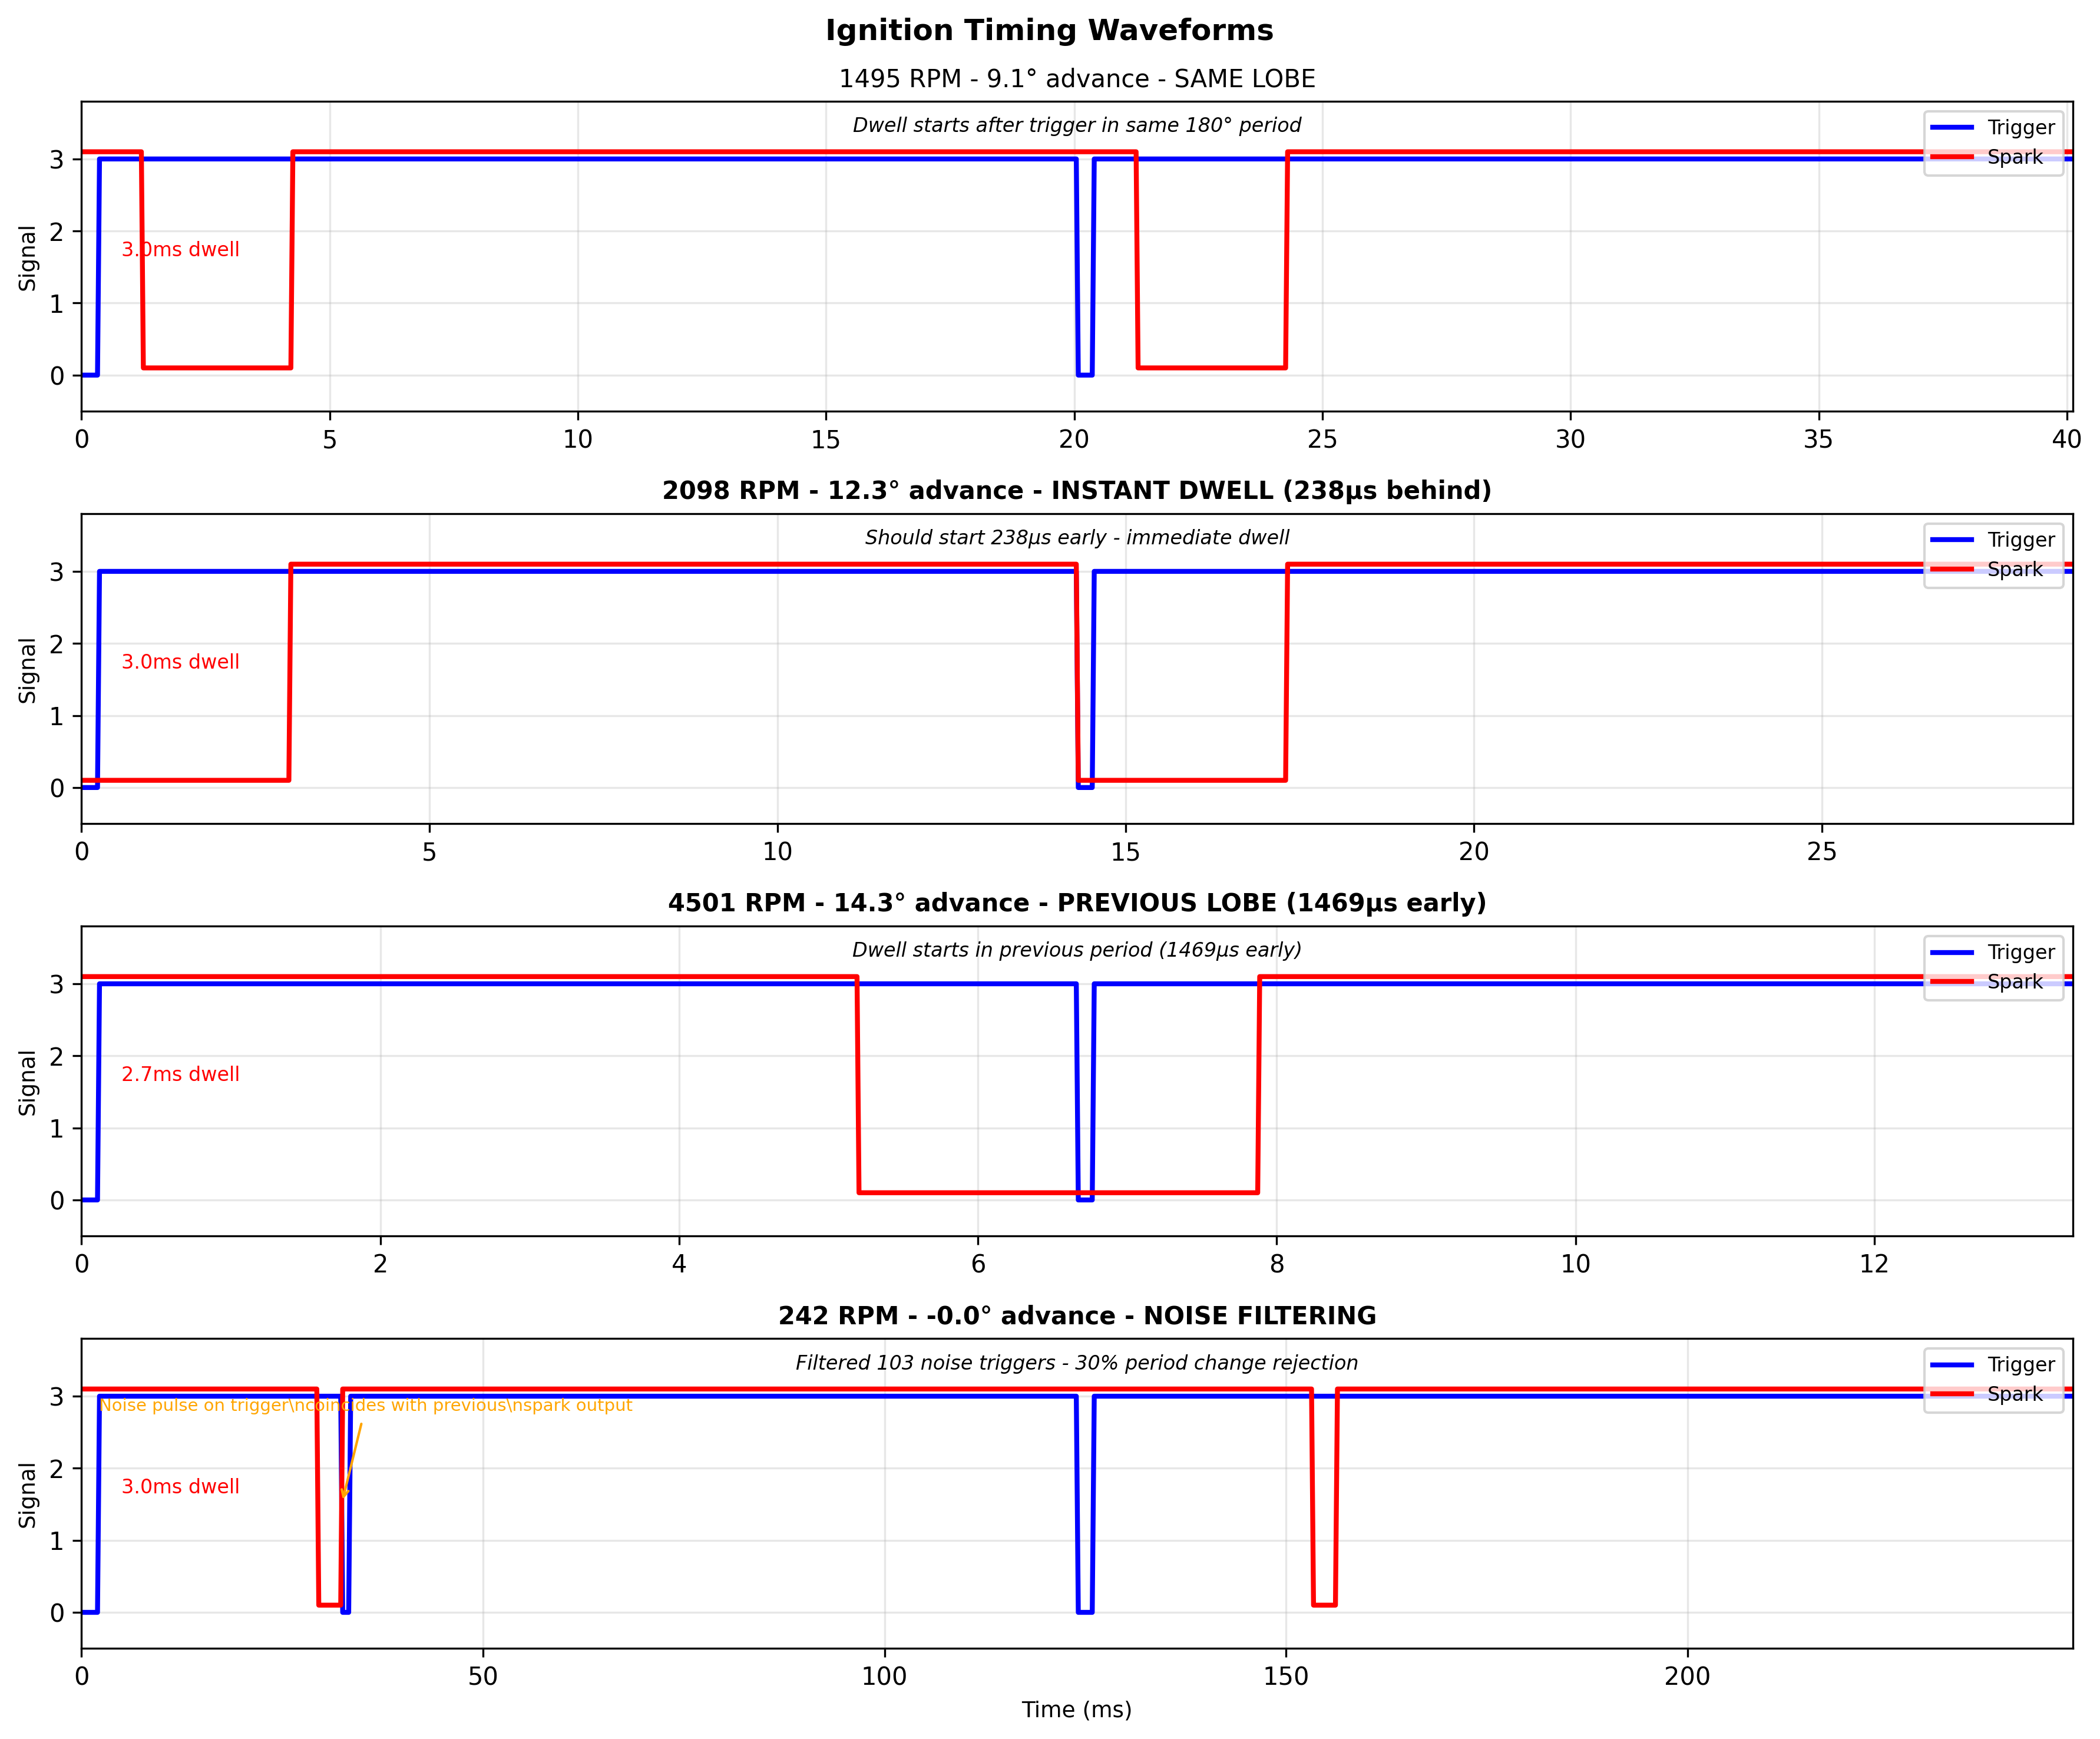 Ignition Timing Waveforms
1495 RPM - 9.1° advance - SAME LOBE
Dwell starts after trigger in same 180° period
Trigger
Spark
3.0ms dwell
Signal
3
2
1
0
0 5 10 15 20 25 30 35 40
2098 RPM - 12.3° advance - INSTANT DWELL (238µs behind)
Should start 238µs early - immediate dwell
Trigger
Spark
3.0ms dwell
Signal
3
2
1
0
0 5 10 15 20 25
4501 RPM - 14.3° advance - PREVIOUS LOBE (1469µs early)
Dwell starts in previous period (1469µs early)
Trigger
Spark
2.7ms dwell
Signal
3
2
1
0
0 2 4 6 8 10 12
242 RPM - -0.0° advance - NOISE FILTERING
Filtered 103 noise triggers - 30% period change rejection
Trigger
Spark
Noise pulse on trigger\ncoincides with previous\nspark output
3.0ms dwell
Signal
3
2
1
0
0 50 100 150 200
Time (ms)